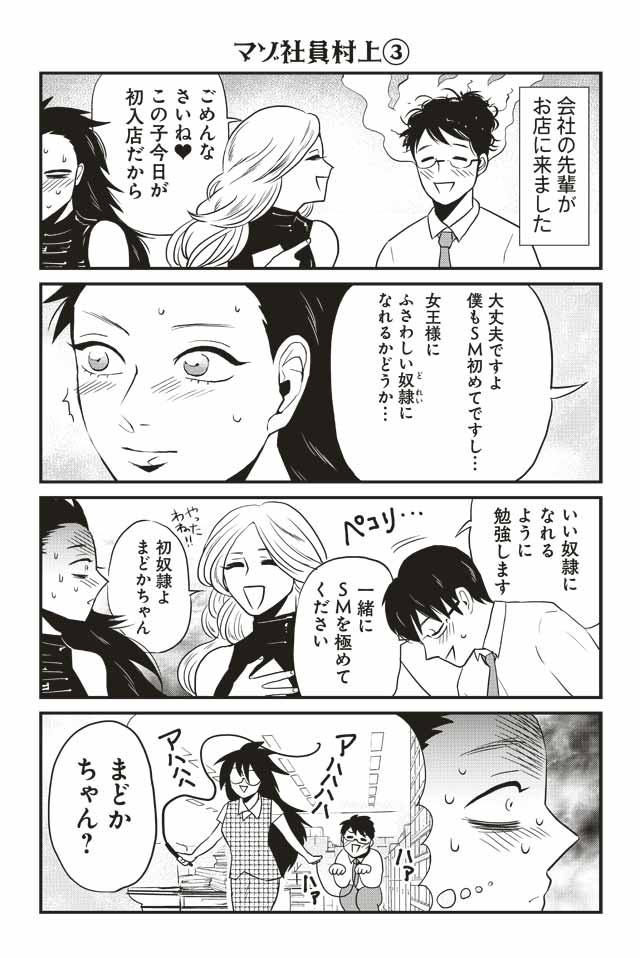 マゾ社員村上③
会社の先輩が
お店に来ました
ごめんな
さいね♥
この子今日が
初入店だから
大丈夫ですよ
僕もSM初めてですし…
女王様に
ふさわしい奴隷に
どれい
なれるかどうか…
いい奴隷に
なれる
ように
勉強します
ペコリ…
一緒に
SMを極めて
ください
やった
わね!!
初奴隷よ
まどかちゃん
アハハハハ
アハハハ
ハァ
ハァ
まどか
ちゃん?